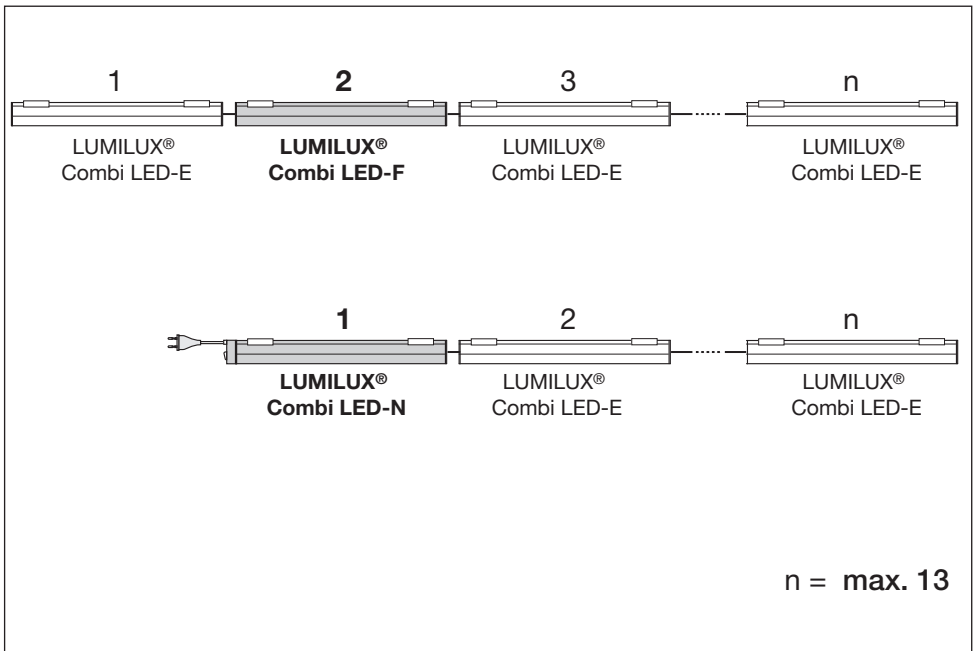 1 2 3 n
LUMILUX® LUMILUX® LUMILUX® LUMILUX®
Combi LED-E Combi LED-F Combi LED-E Combi LED-E
1 2 n
LUMILUX® LUMILUX® LUMILUX®
Combi LED-N Combi LED-E Combi LED-E
n = max. 13